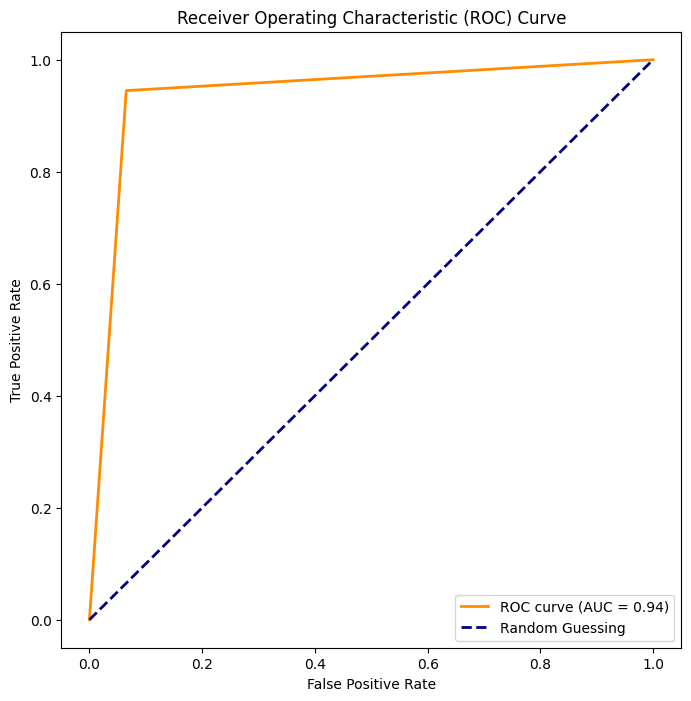 Receiver Operating Characteristic (ROC) Curve
True Positive Rate
1.0
0.8
0.6
0.4
0.2
0.0
ROC curve (AUC = 0.94)
Random Guessing
0.0 0.2 0.4 0.6 0.8 1.0
False Positive Rate